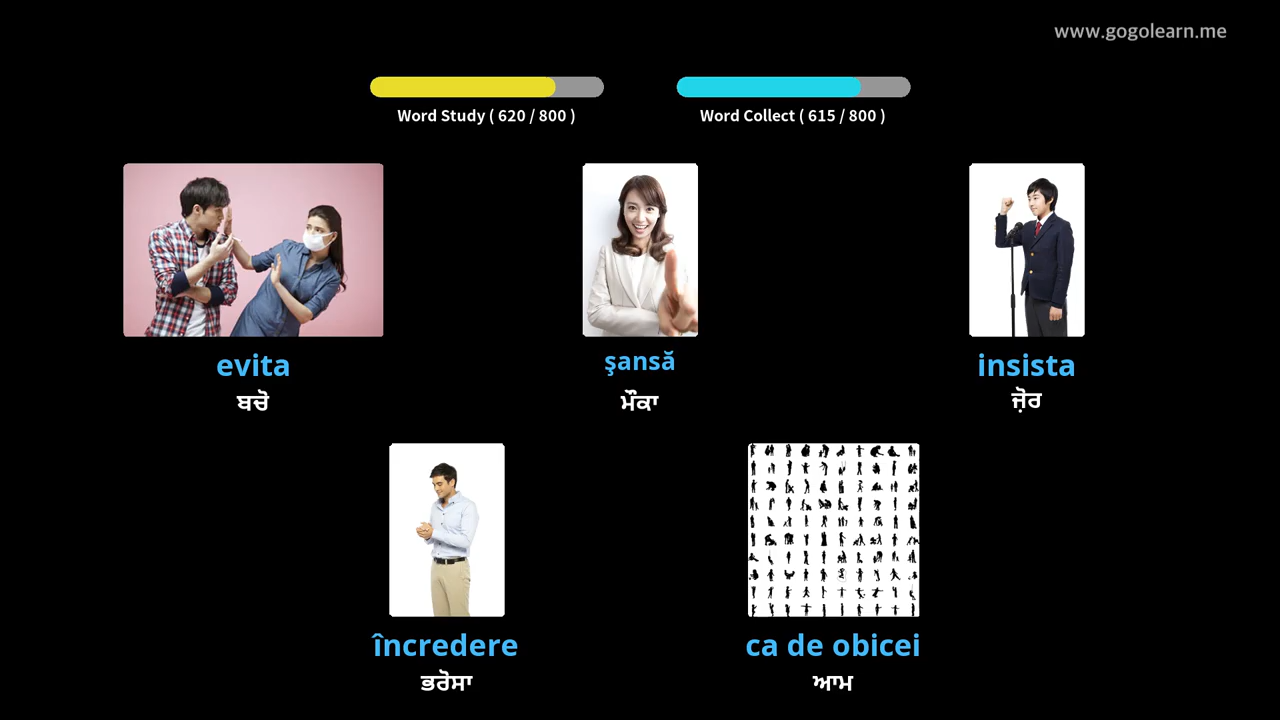 www.gogolearn.me
Word Study ( 620 / 800 )
Word Collect ( 615 / 800 )
evita
ਬਚੋ
şansă
ਮੌਕਾ
insista
ਜ਼ੋਰ
încredere
ਭਰੋਸਾ
ca de obicei
ਆਮ